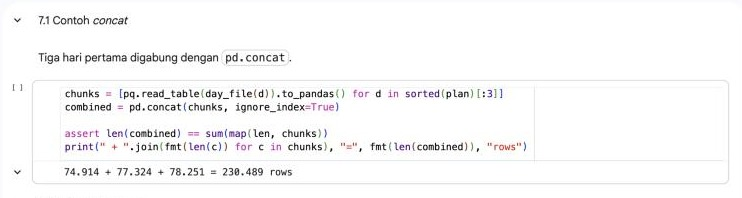 7.1 Contoh concat
Tiga hari pertama digabung dengan pd.concat.
[ ]
chunks = [pq.read_table(day_file(d)).to_pandas() for d in sorted(plan)[:3]]
combined = pd.concat(chunks, ignore_index=True)
assert len(combined) == sum(map(len, chunks))
print(" + ".join(fmt(len(c)) for c in chunks), "=", fmt(len(combined)), "rows")
74.914 + 77.324 + 78.251 = 230.489 rows